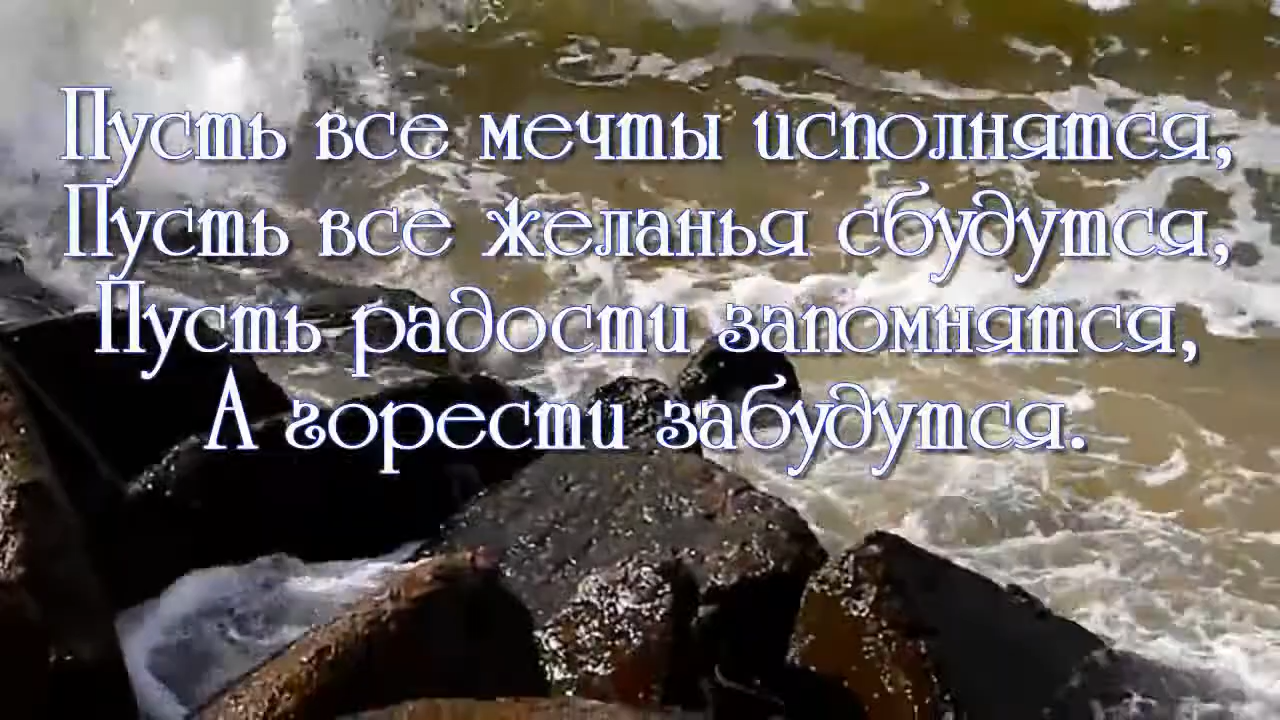 Пусть все мечты исполнятся,
Пусть все желанья сбудутся,
Пусть радости запомнятся,
А горести забудутся.